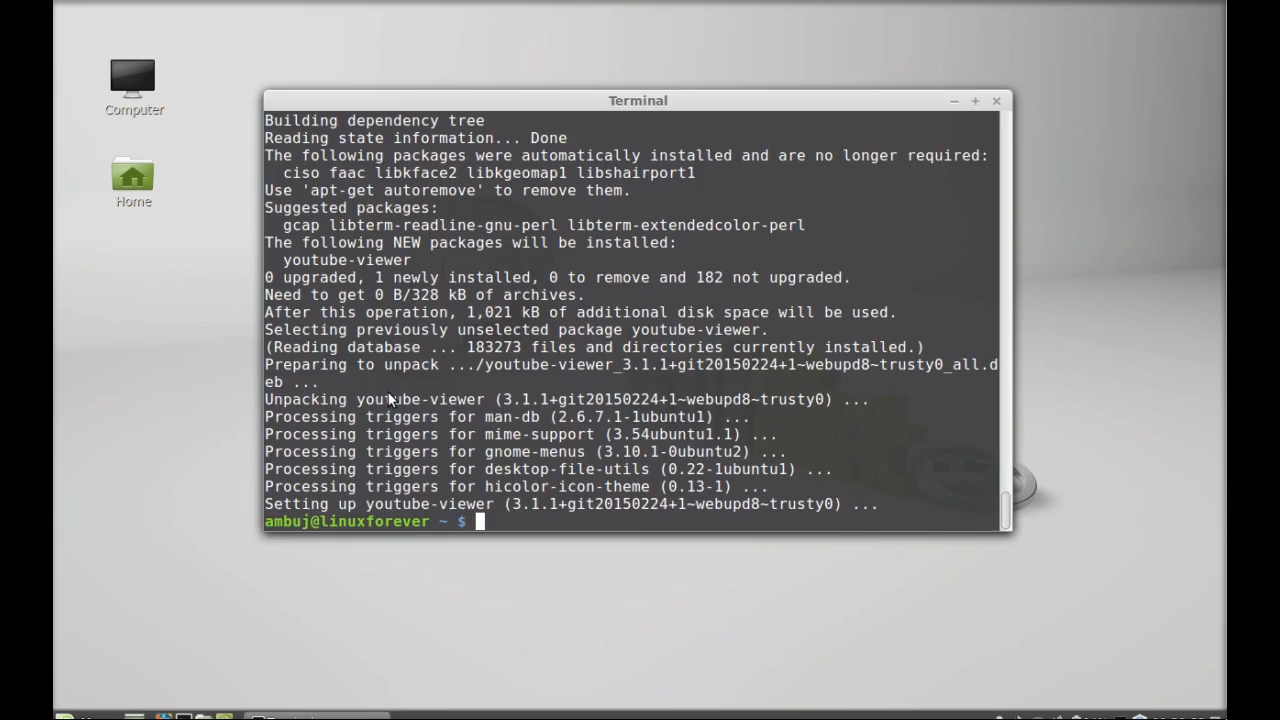 Computer
Home
Terminal
Building dependency tree
Reading state information... Done
The following packages were automatically installed and are no longer required:
ciso faac libkface2 libkgeomap1 libshairport1
Use 'apt-get autoremove' to remove them.
Suggested packages:
gcap libterm-readline-gnu-perl libterm-extendedcolor-perl
The following NEW packages will be installed:
youtube-viewer
0 upgraded, 1 newly installed, 0 to remove and 182 not upgraded.
Need to get 0 B/328 kB of archives.
After this operation, 1,021 kB of additional disk space will be used.
Selecting previously unselected package youtube-viewer.
(Reading database ... 183273 files and directories currently installed.)
Preparing to unpack .../youtube-viewer_3.1.1+git20150224+1~webupd8~trusty0_all.d
eb ...
Unpacking youtube-viewer (3.1.1+git20150224+1~webupd8~trusty0) ...
Processing triggers for man-db (2.6.7.1-1ubuntu1) ...
Processing triggers for mime-support (3.54ubuntu1.1) ...
Processing triggers for gnome-menus (3.10.1-0ubuntu2) ...
Processing triggers for desktop-file-utils (0.22-1ubuntu1) ...
Processing triggers for hicolor-icon-theme (0.13-1) ...
Setting up youtube-viewer (3.1.1+git20150224+1~webupd8~trusty0) ...
ambuj@linuxforever ~ $